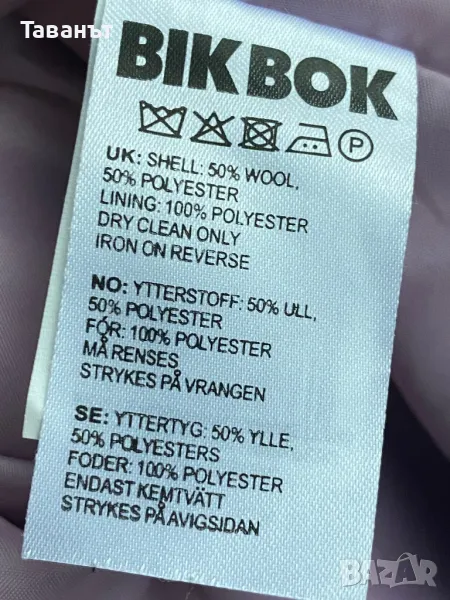 Таванът
BIK BOK
P
UK: SHELL: 50% WOOL,
50% POLYESTER
LINING: 100% POLYESTER
DRY CLEAN ONLY
IRON ON REVERSE
NO: YTTERSTOFF: 50% ULL,
50% POLYESTER
FÓR: 100% POLYESTER
MÅ RENSES
STRYKES PÅ VRANGEN
SE: YTTERTYG: 50% YLLE,
50% POLYESTERS
FODER: 100% POLYESTER
ENDAST KEMTVÄTT
STRYKES PÅ AVIGSIDAN
BAZAR